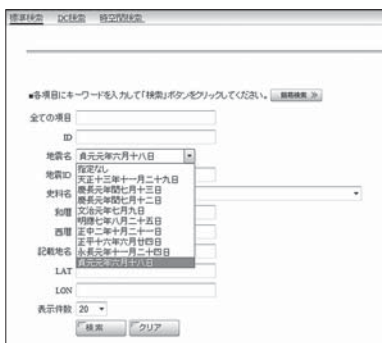 標準検索 DC検索 時空間検索
■各項目にキーワードを入力して「検索」ボタンをクリックしてください。 簡易検索 ≫
全ての項目
ID
地震名 貞元元年六月十八日
指定なし
地震ID 天正十三年十一月二十九日
慶長元年閏七月十三日
史料名 慶長元年閏七月十二日
和暦 文治元年七月九日
明應七年八月二十五日
西暦 正中二年十月二十一日
正平十六年六月廿四日
記載地名 永長元年十一月二十四日
貞元元年六月十八日
LAT
LON
表示件数 20
検索 クリア